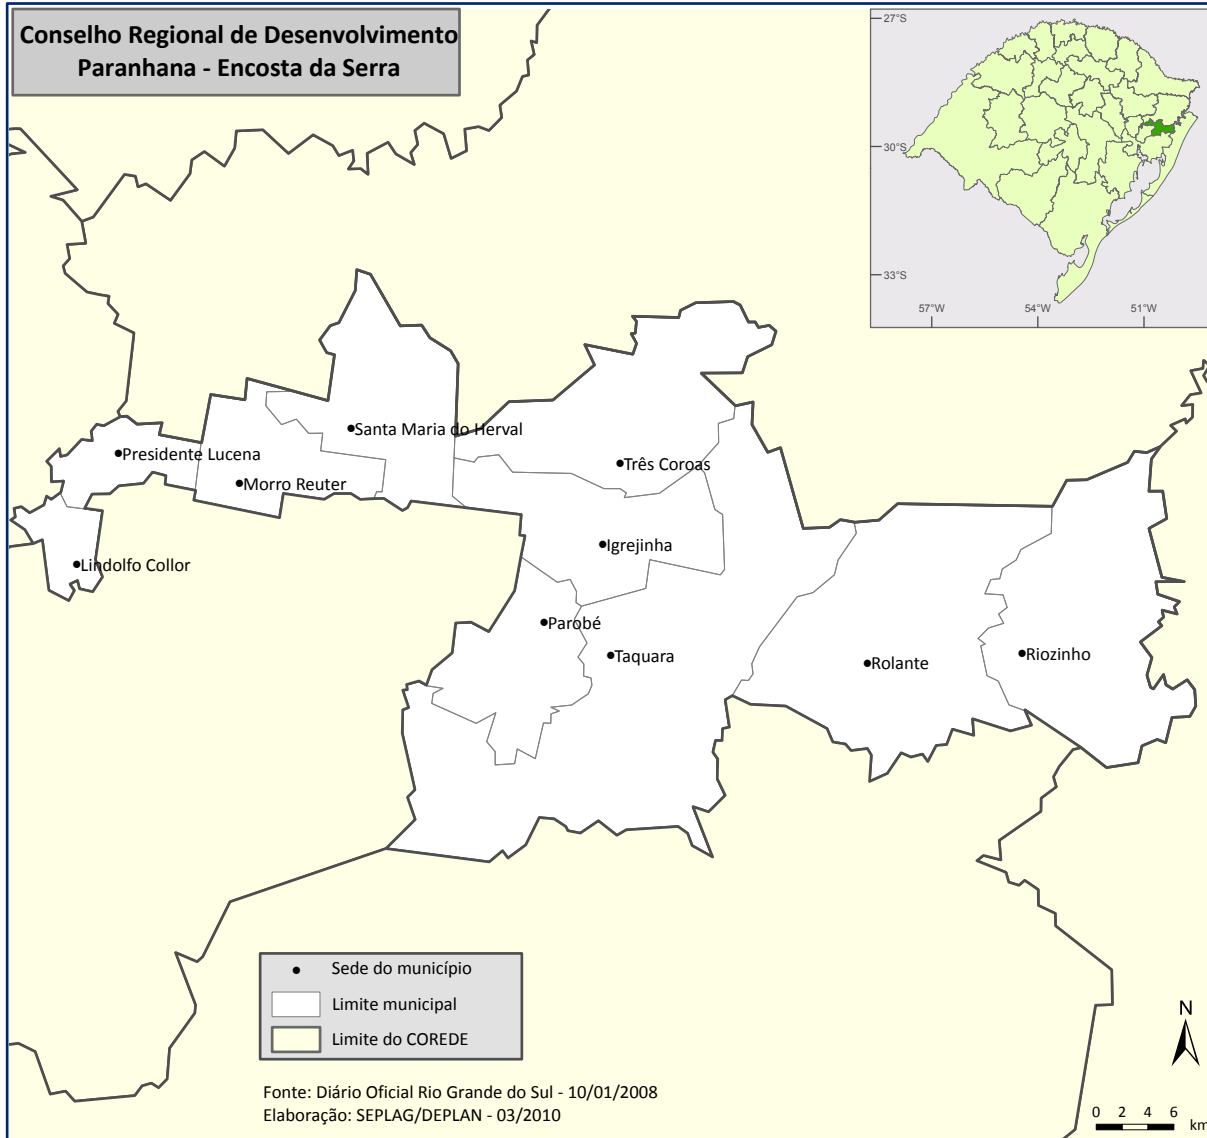 Conselho Regional de Desenvolvimento
Paranhana - Encosta da Serra
27°S
30°S
33°S
57°W
54°W
51°W
Santa Maria do Herval
Presidente Lucena
Três Coroas
Morro Reuter
Igrejinha
Lindolfo Collor
Parobé
Taquara
Rolante
Riozinho
Sede do município
Limite municipal
Limite do COREDE
N
Fonte: Diário Oficial Rio Grande do Sul - 10/01/2008
Elaboração: SEPLAG/DEPLAN - 03/2010
0 2 4 6
km